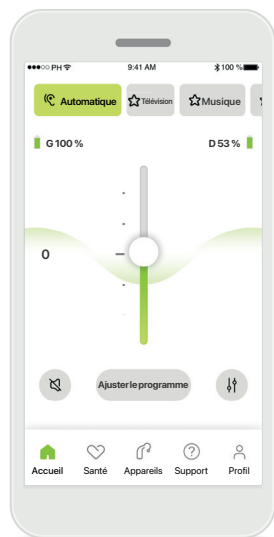 PH 9:41 AM 100 %
Automatique Télévision Musique
G 100 % D 53 %
0
Ajuster le programme
Accueil Santé Appareils Support Profil